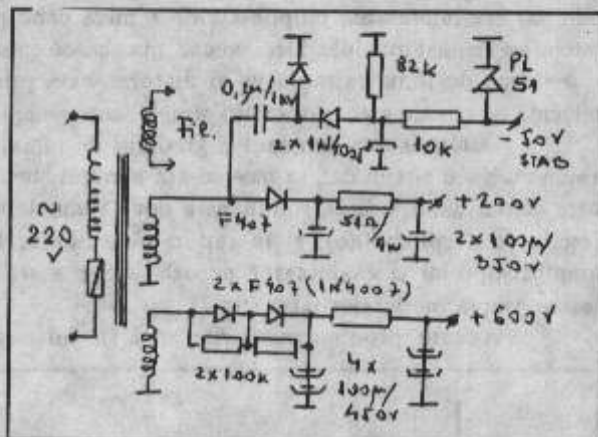 0,1µ/1kV
82k
PL
51
2x1N4007
10k
-50V
STAB
Fil.
~
220
V
F407
51Ω/
1W
+200V
2x100µ/
350V
2xF407(1N4007)
2x100k
+600V
4x
100µ/
450V